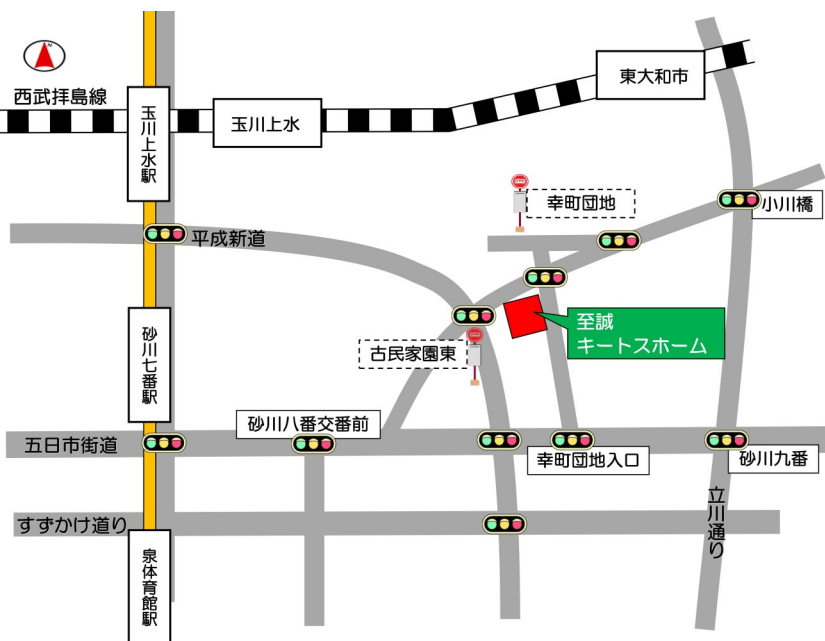 N
西武拝島線
玉川上水駅
玉川上水
東大和市
幸町団地
小川橋
平成新道
砂川七番駅
古民家園東
至誠
キートスホーム
五日市街道
砂川八番交番前
幸町団地入口
砂川九番
すずかけ道り
立川通り
泉体育館駅